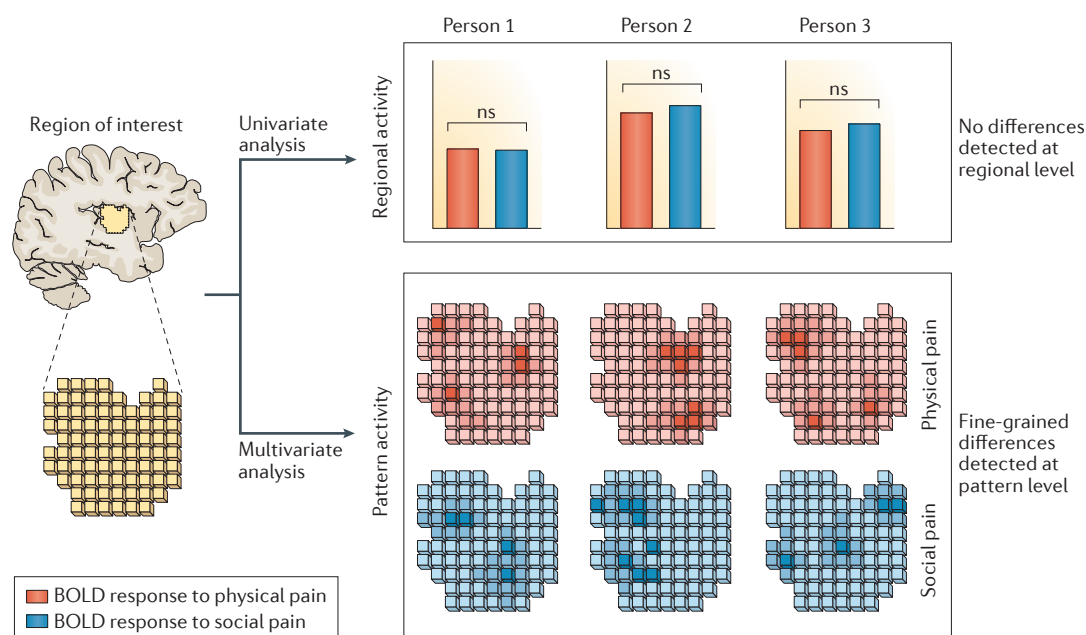 Person 1
Person 2
Person 3
Region of interest
Univariate
analysis
Regional activity
ns
ns
ns
No differences
detected at
regional level
Multivariate
analysis
Pattern activity
Physical pain
Social pain
Fine-grained
differences
detected at
pattern level
BOLD response to physical pain
BOLD response to social pain